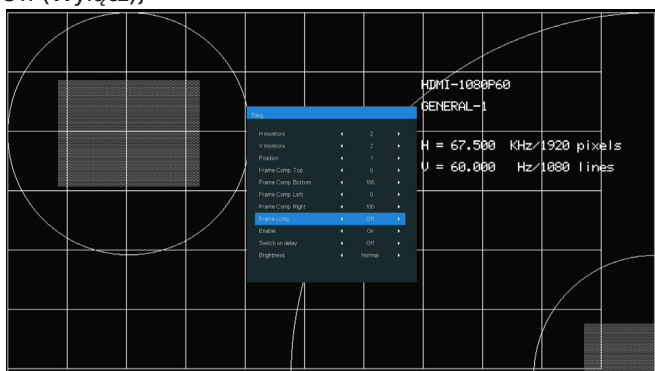 Off (Wyłącz)]
HDMI-1080P60
GENERAL-1
H = 67.500 KHz/1920 pixels
V = 60.000 Hz/1080 lines
Tiling
H monitors 2
V monitors 2
Position 1
Frame Comp. Top 0
Frame Comp. Bottom 100
Frame Comp. Left 0
Frame Comp. Right 100
Frame comp Off
Enable On
Switch on delay Off
Brightness Normal